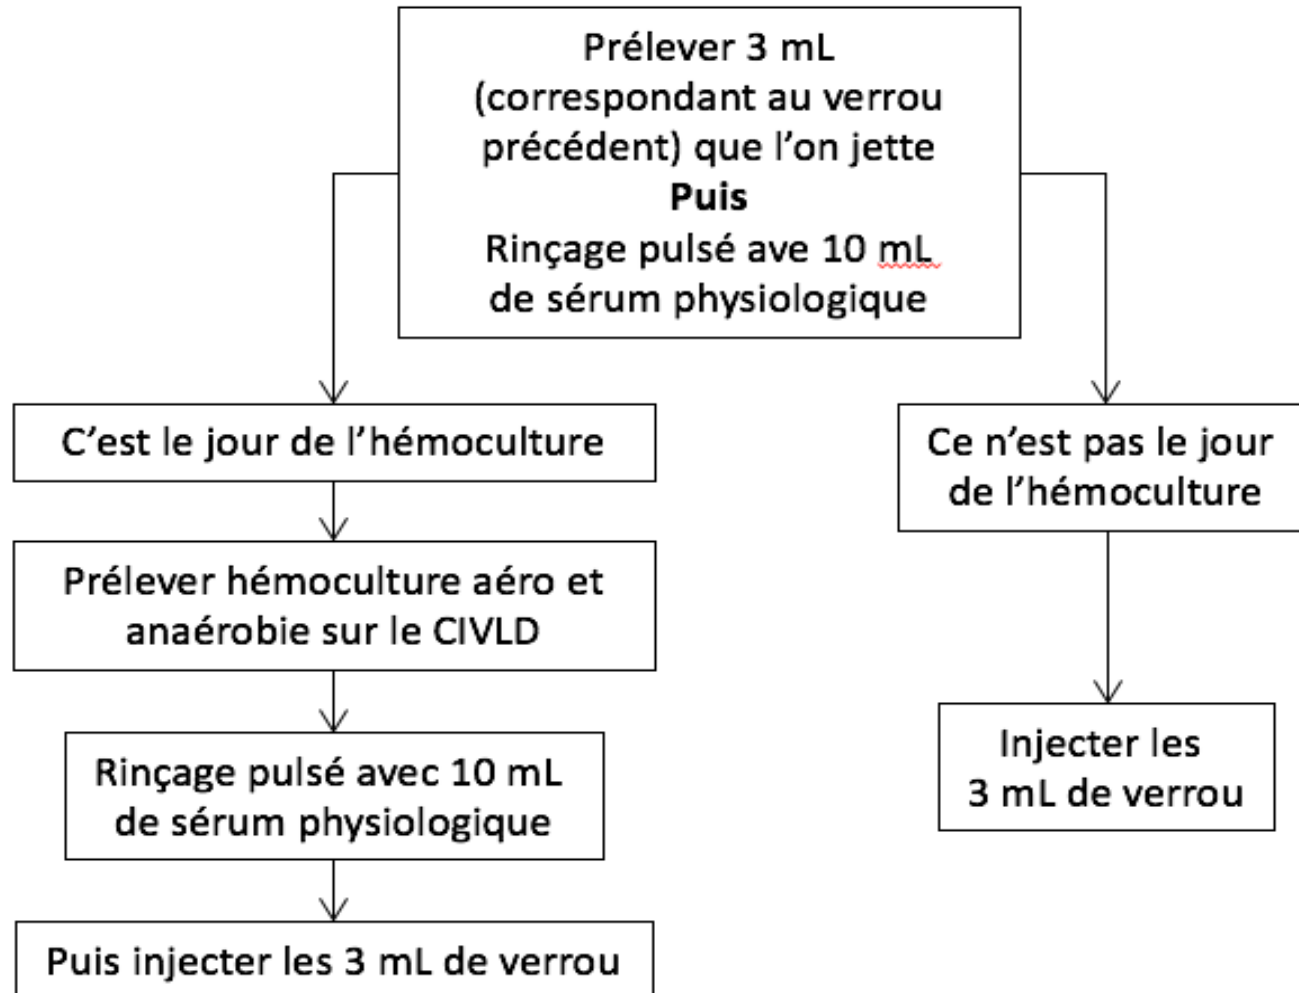 Prélever 3 mL
(correspondant au verrou
précédent) que l’on jette
Puis
Rinçage pulsé ave 10 mL
de sérum physiologique
C’est le jour de l’hémoculture
Ce n’est pas le jour
de l’hémoculture
Prélever hémoculture aéro et
anaérobie sur le CIVLD
Rinçage pulsé avec 10 mL
de sérum physiologique
Injecter les
3 mL de verrou
Puis injecter les 3 mL de verrou